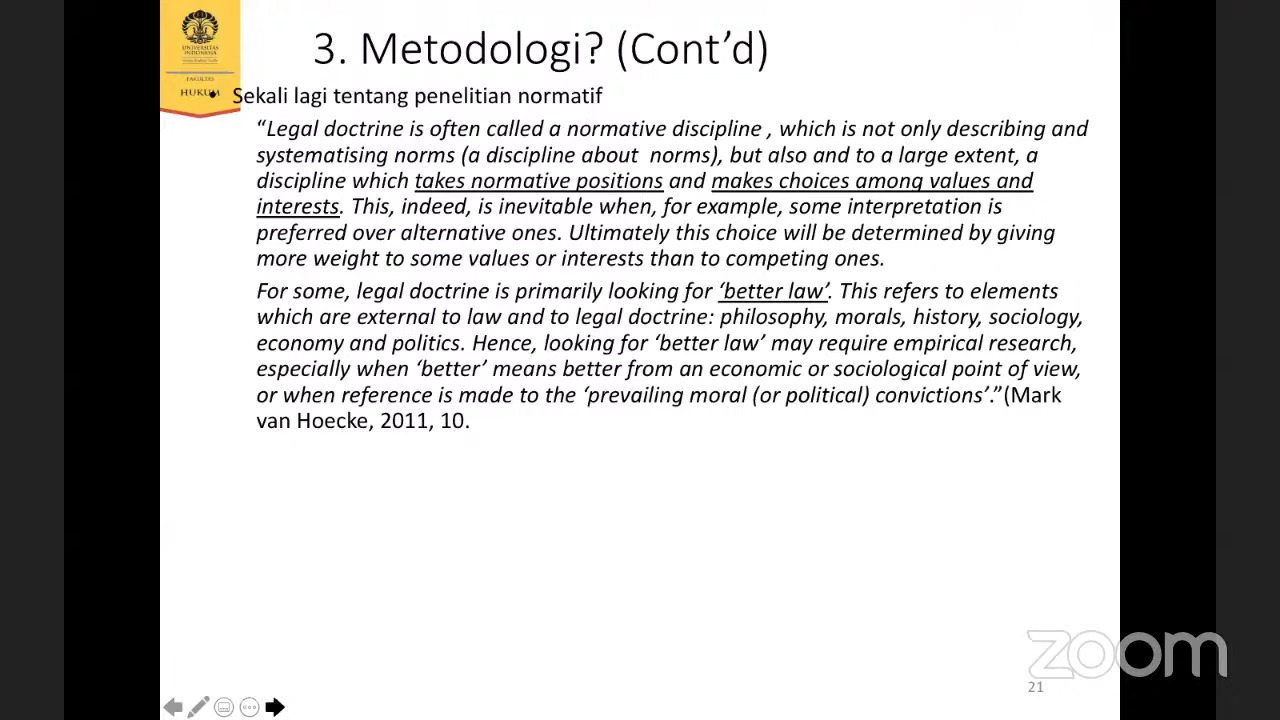 UNIVERSITAS
INDONESIA
FAKULTAS
HUKUM
3. Metodologi? (Cont’d)
• Sekali lagi tentang penelitian normatif
“Legal doctrine is often called a normative discipline , which is not only describing and
systematising norms (a discipline about norms), but also and to a large extent, a
discipline which takes normative positions and makes choices among values and
interests. This, indeed, is inevitable when, for example, some interpretation is
preferred over alternative ones. Ultimately this choice will be determined by giving
more weight to some values or interests than to competing ones.
For some, legal doctrine is primarily looking for ‘better law’. This refers to elements
which are external to law and to legal doctrine: philosophy, morals, history, sociology,
economy and politics. Hence, looking for ‘better law’ may require empirical research,
especially when ‘better’ means better from an economic or sociological point of view,
or when reference is made to the ‘prevailing moral (or political) convictions’.”(Mark
van Hoecke, 2011, 10.
zoom
21